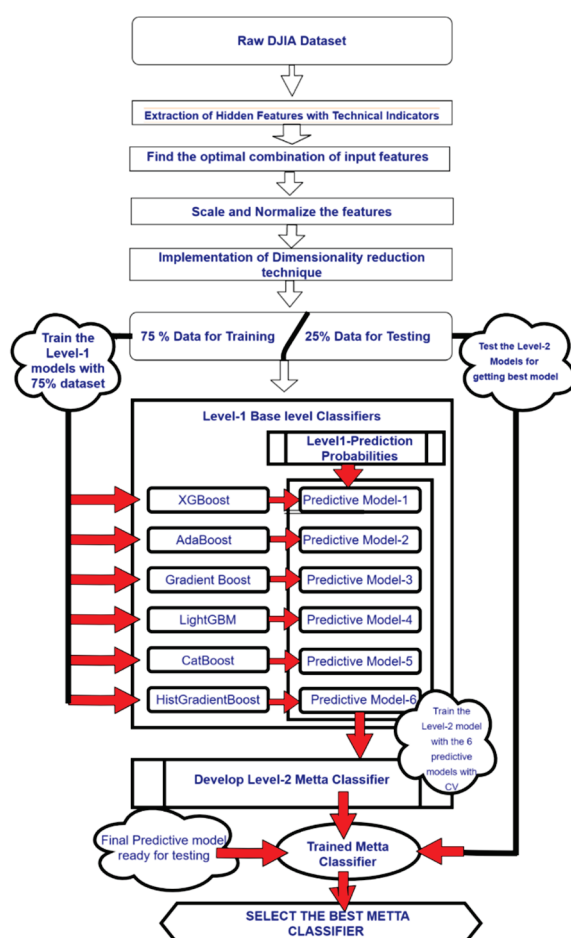 Raw DJIA Dataset
Extraction of Hidden Features with Technical Indicators
Find the optimal combination of input features
Scale and Normalize the features
Implementation of Dimensionality reduction
technique
Train the
Level-1
models with
75% dataset
75 % Data for Training
25% Data for Testing
Test the Level-2
Models for
getting best model
Level-1 Base level Classifiers
Level1-Prediction
Probabilities
XGBoost
Predictive Model-1
AdaBoost
Predictive Model-2
Gradient Boost
Predictive Model-3
LightGBM
Predictive Model-4
CatBoost
Predictive Model-5
HistGradientBoost
Predictive Model-6
Train the
Level-2 model
with the 6
predictive
models with
CV
Develop Level-2 Metta Classifier
Final Predictive model
ready for testing
Trained Metta
Classifier
SELECT THE BEST METTA
CLASSIFIER